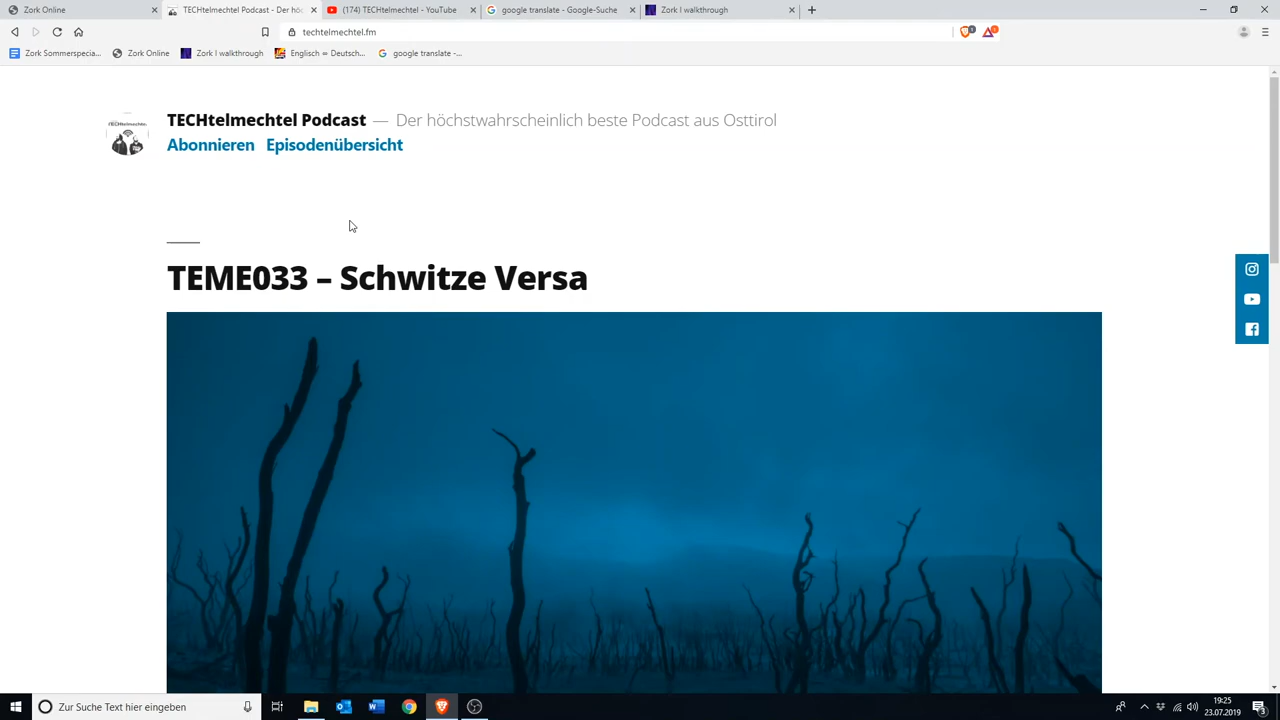 Zork Online
TECHtelmechtel Podcast - Der höc
(174) TECHtelmechtel - YouTube
google translate - Google-Suche
Zork I walkthrough
techtelmechtel.fm
Zork Sommerspecia...
Zork Online
Zork I walkthrough
Englisch ⇔ Deutsch...
google translate -...
TECHtelmechtel Podcast — Der höchstwahrscheinlich beste Podcast aus Osttirol
Abonnieren Episodenübersicht
TEME033 – Schwitze Versa
Zur Suche Text hier eingeben
19:25
23.07.2019